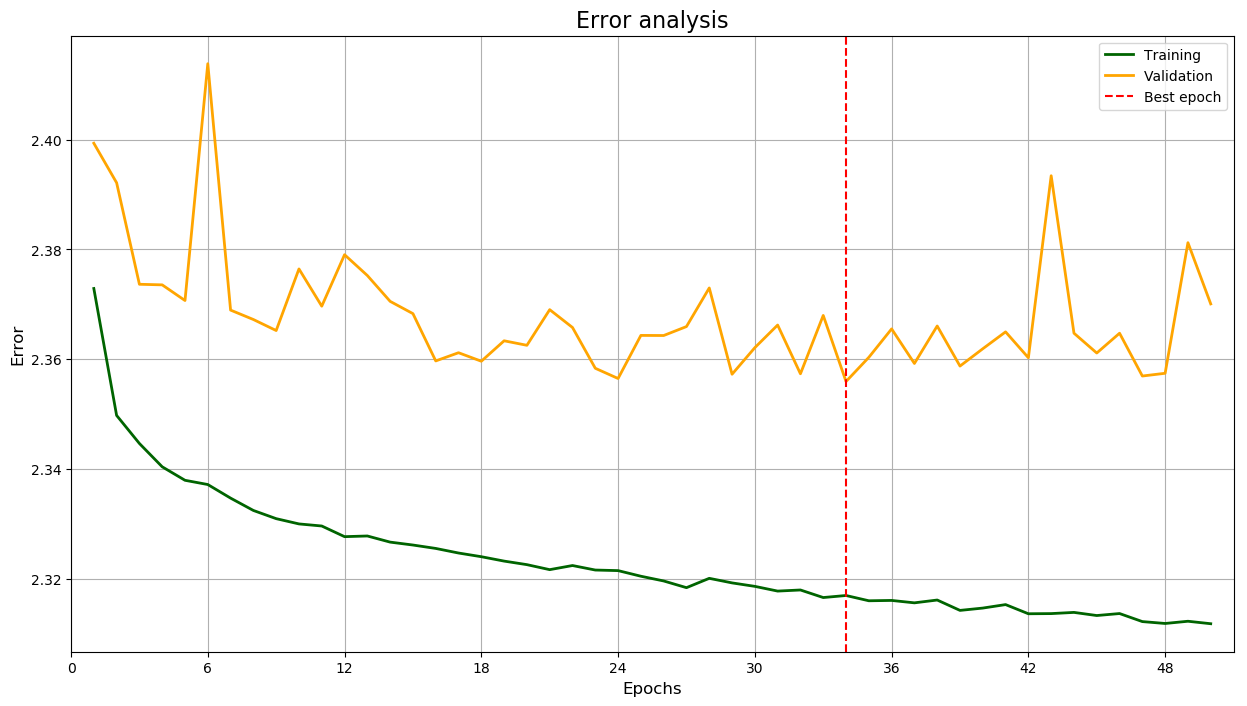 Error analysis
Training
Validation
Best epoch
2.40
2.38
2.36
2.34
2.32
Error
0 6 12 18 24 30 36 42 48
Epochs